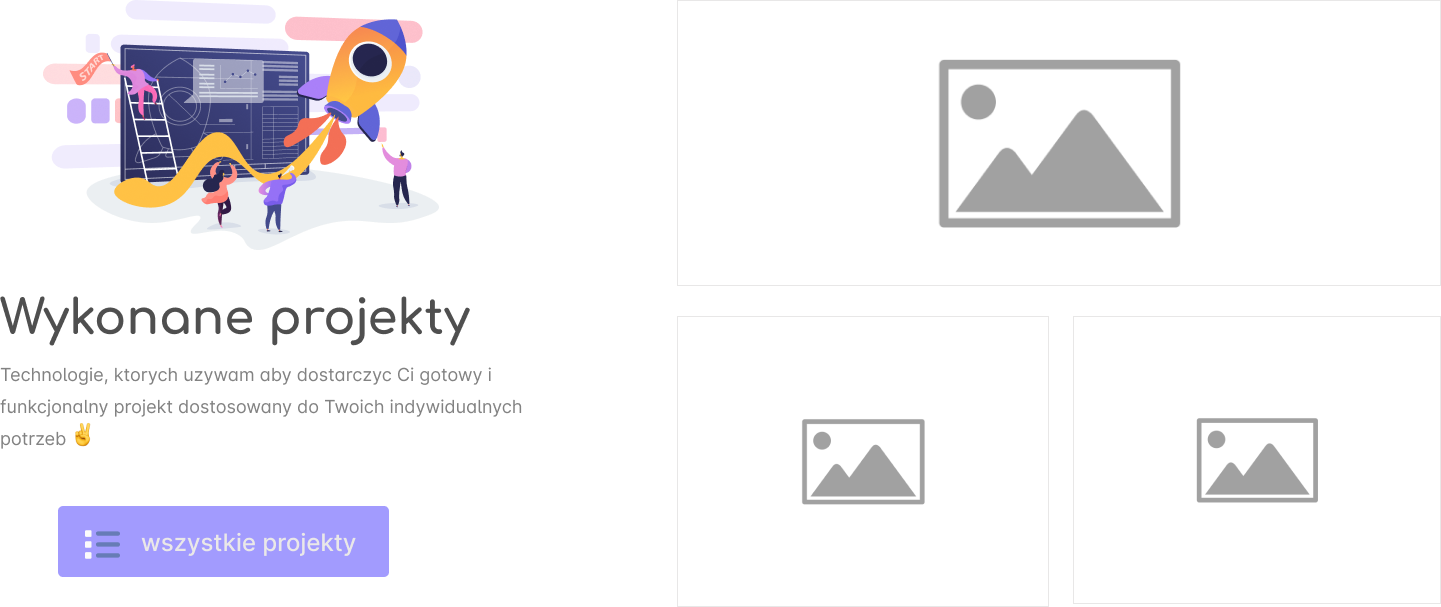 START
Wykonane projekty
Technologie, ktorych uzywam aby dostarczyc Ci gotowy i
funkcjonalny projekt dostosowany do Twoich indywidualnych
potrzeb ✌️
wszystkie projekty